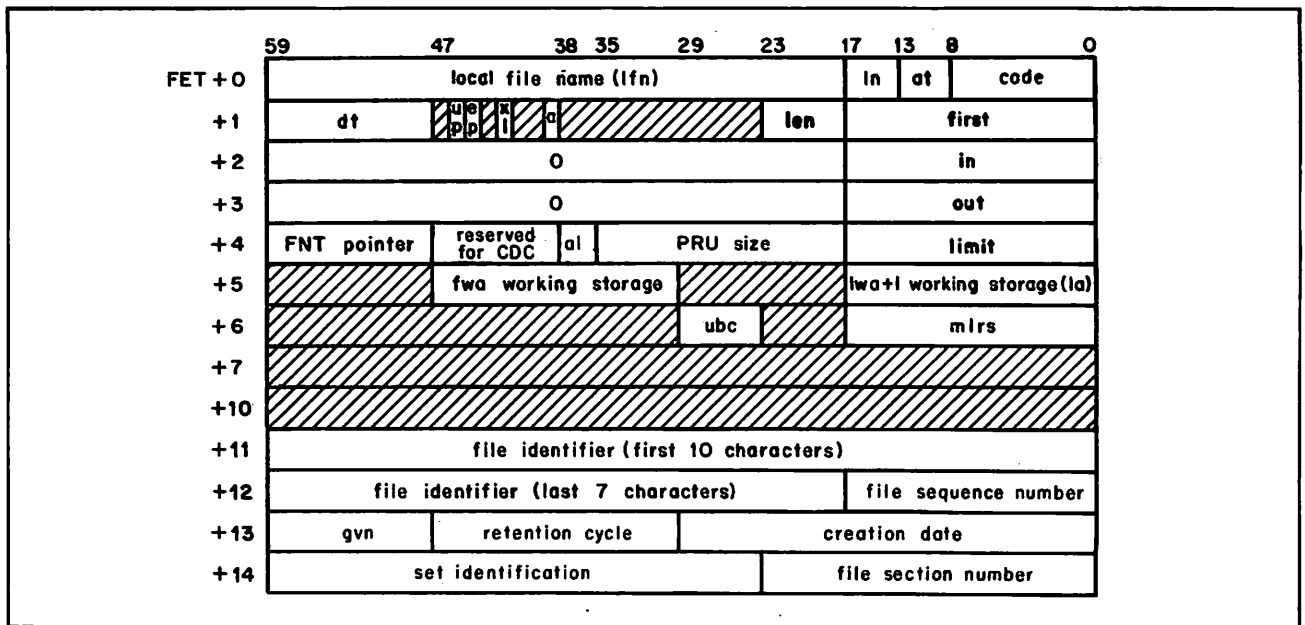 59 47 38 35 29 23 17 13 8 0
FET + 0 local file name (lfn) ln at code
+1 dt up ep xl a len first
+2 0 in
+3 0 out
+4 FNT pointer reserved for CDC al PRU size limit
+5 fwa working storage lwa+1 working storage (la)
+6 ubc mlrs
+7
+10
+11 file identifier (first 10 characters)
+12 file identifier (last 7 characters) file sequence number
+13 gvn retention cycle creation date
+14 set identification file section number